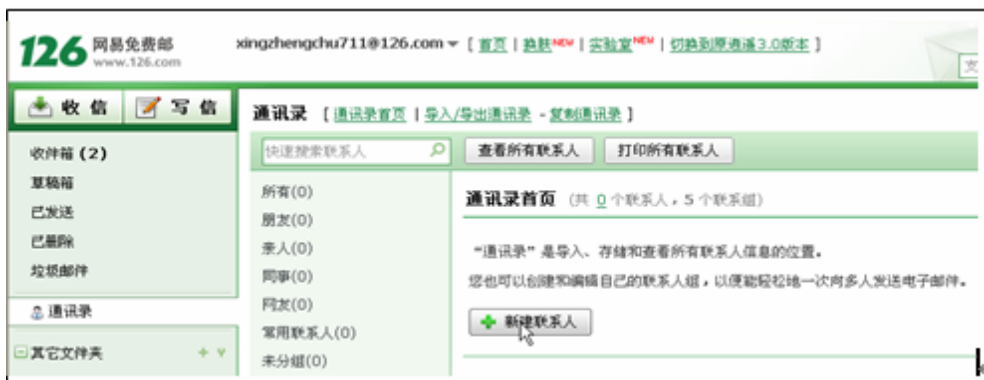 126 网易免费邮
www.126.com
xingzhengchu711@126.com [ 首页 | 换肤NEW | 实验室NEW | 切换到原通道3.0版本 ]
支
收信 写信
通讯录 [ 通讯录首页 | 导入/导出通讯录 - 复制通讯录 ]
快速搜索联系人 查看所有联系人 打印所有联系人
收件箱 (2)
草稿箱
已发送
已删除
垃圾邮件
通讯录
其它文件夹
所有(0)
朋友(0)
亲人(0)
同事(0)
网友(0)
常用联系人(0)
未分组(0)
通讯录首页 (共 0 个联系人，5 个联系组)
“通讯录”是导入、存储和查看所有联系人信息的位置。
您也可以创建和编辑自己的联系人组，以便能轻松地一次向多人发送电子邮件。
新建联系人